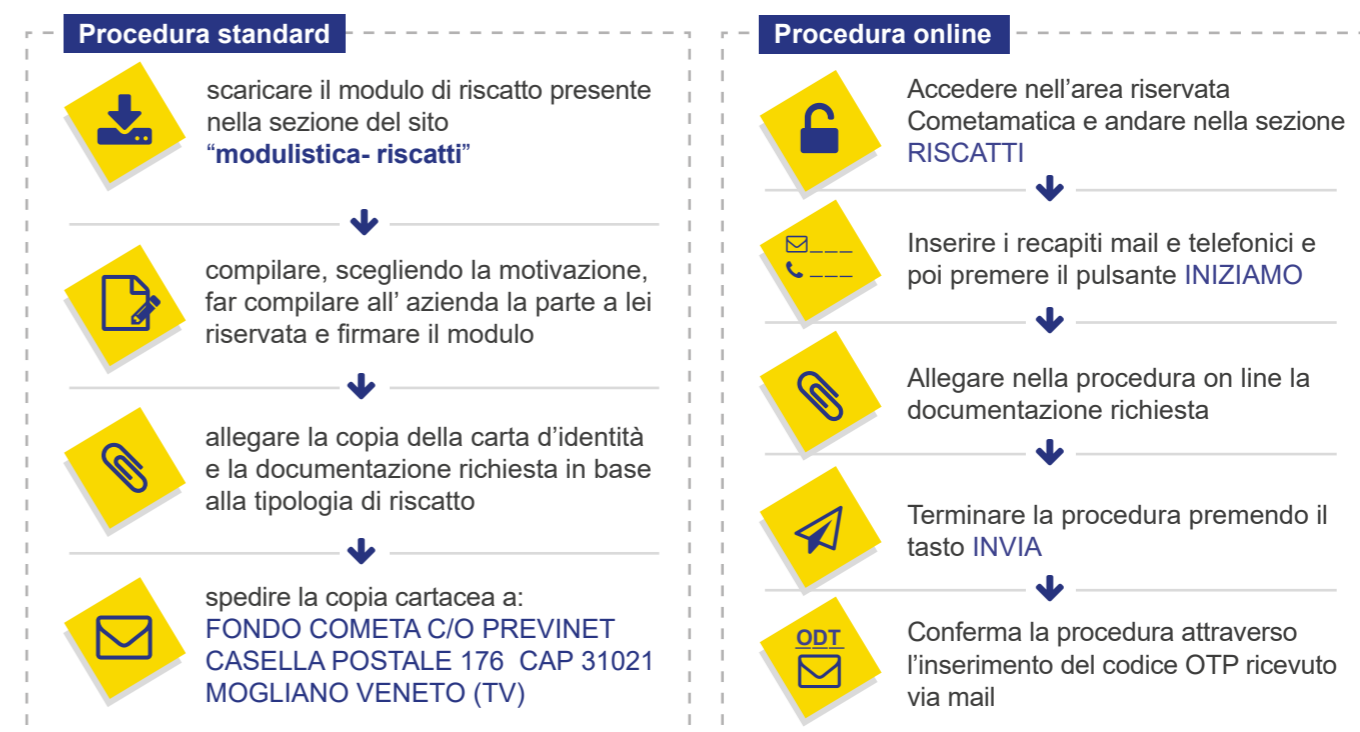 Procedura standard
scaricare il modulo di riscatto presente
nella sezione del sito
“modulistica- riscatti”
compilare, scegliendo la motivazione,
far compilare all’ azienda la parte a lei
riservata e firmare il modulo
allegare la copia della carta d’identità
e la documentazione richiesta in base
alla tipologia di riscatto
spedire la copia cartacea a:
FONDO COMETA C/O PREVINET
CASELLA POSTALE 176 CAP 31021
MOGLIANO VENETO (TV)
Procedura online
Accedere nell’area riservata
Cometamatica e andare nella sezione
RISCATTI
Inserire i recapiti mail e telefonici e
poi premere il pulsante INIZIAMO
Allegare nella procedura on line la
documentazione richiesta
Terminare la procedura premendo il
tasto INVIA
ODT
Conferma la procedura attraverso
l’inserimento del codice OTP ricevuto
via mail